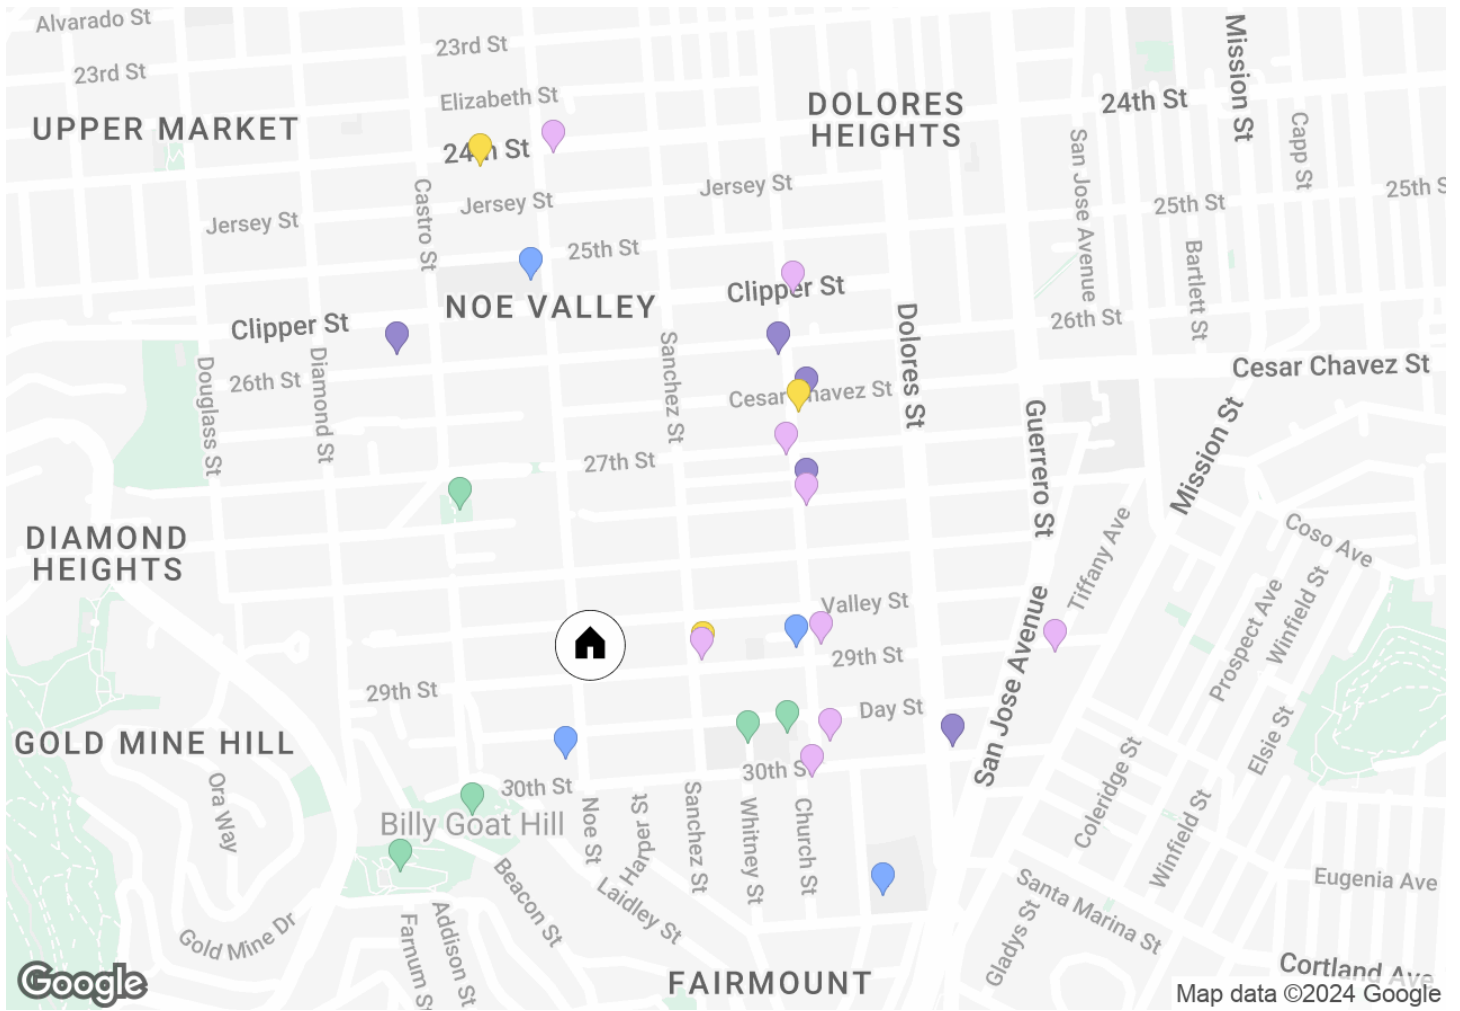 Alvarado St
23rd St
23rd St
Elizabeth St
UPPER MARKET
24th St
DOLORES
HEIGHTS
24th St
Mission St
Capp St
San Jose Avenue
Jersey St
Jersey St
Jersey St
Castro St
25th St
25th St
25th S
Bartlett St
NOE VALLEY
Clipper St
Clipper St
26th St
Dolores St
Sanchez St
Douglass St
Diamond St
26th St
Cesar Chavez St
Cesar Chavez St
Guerrero St
Mission St
27th St
DIAMOND
HEIGHTS
Coso Ave
Tiffany Ave
Winfield St
Prospect Ave
Valley St
29th St
29th St
San Jose Avenue
Day St
Elsie St
GOLD MINE HILL
30th St
30th St
Coleridge St
Winfield St
Ora Way
Billy Goat Hill
Noe St
Harper St
Sanchez St
Whitney St
Church St
Beacon St
Laidley St
Santa Marina St
Eugenia Ave
Gold Mine Dr
Farnum St
Addison St
Gladys St
Cortland Ave
FAIRMOUNT
Google
Map data ©2024 Google